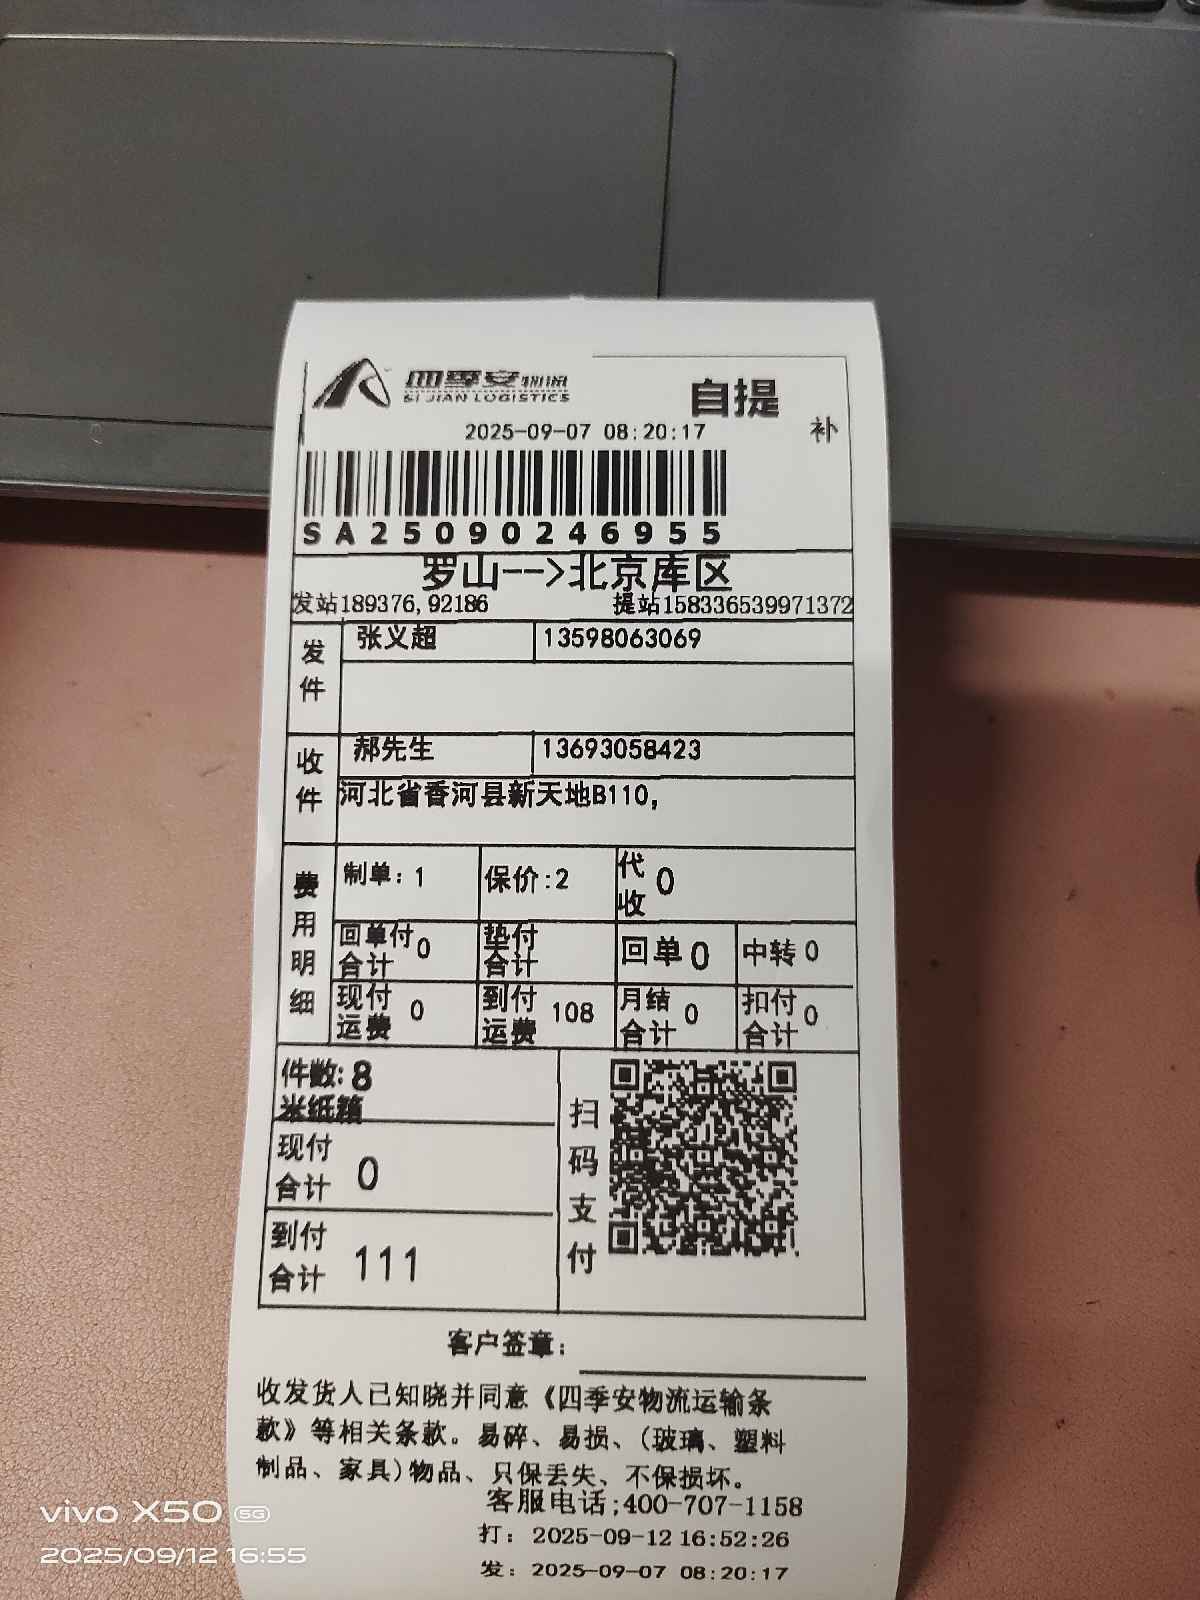 四季安物流
SI JIAN LOGISTICS
自提
2025-09-07 08:20:17
补
SA25090246955
罗山-->北京库区
发站189376,92186 提站158336539971372
发件 张义超 13598063069
收件 郝先生 13693058423
河北省香河县新天地B110,
费用明细
制单:1 保价:2 代收 0
回单付合计 0 垫付合计 回单 0 中转 0
现付运费 0 到付运费 108 月结合计 0 扣付合计 0
件数:8
米纸箱
现付合计 0
到付合计 111
扫码支付
客户签章:
收发货人已知晓并同意《四季安物流运输条
款》等相关条款。易碎、易损、(玻璃、塑料
制品、家具)物品、只保丢失、不保损坏。
客服电话;400-707-1158
打: 2025-09-12 16:52:26
发: 2025-09-07 08:20:17
vivo X50 5G
2025/09/12 16:55